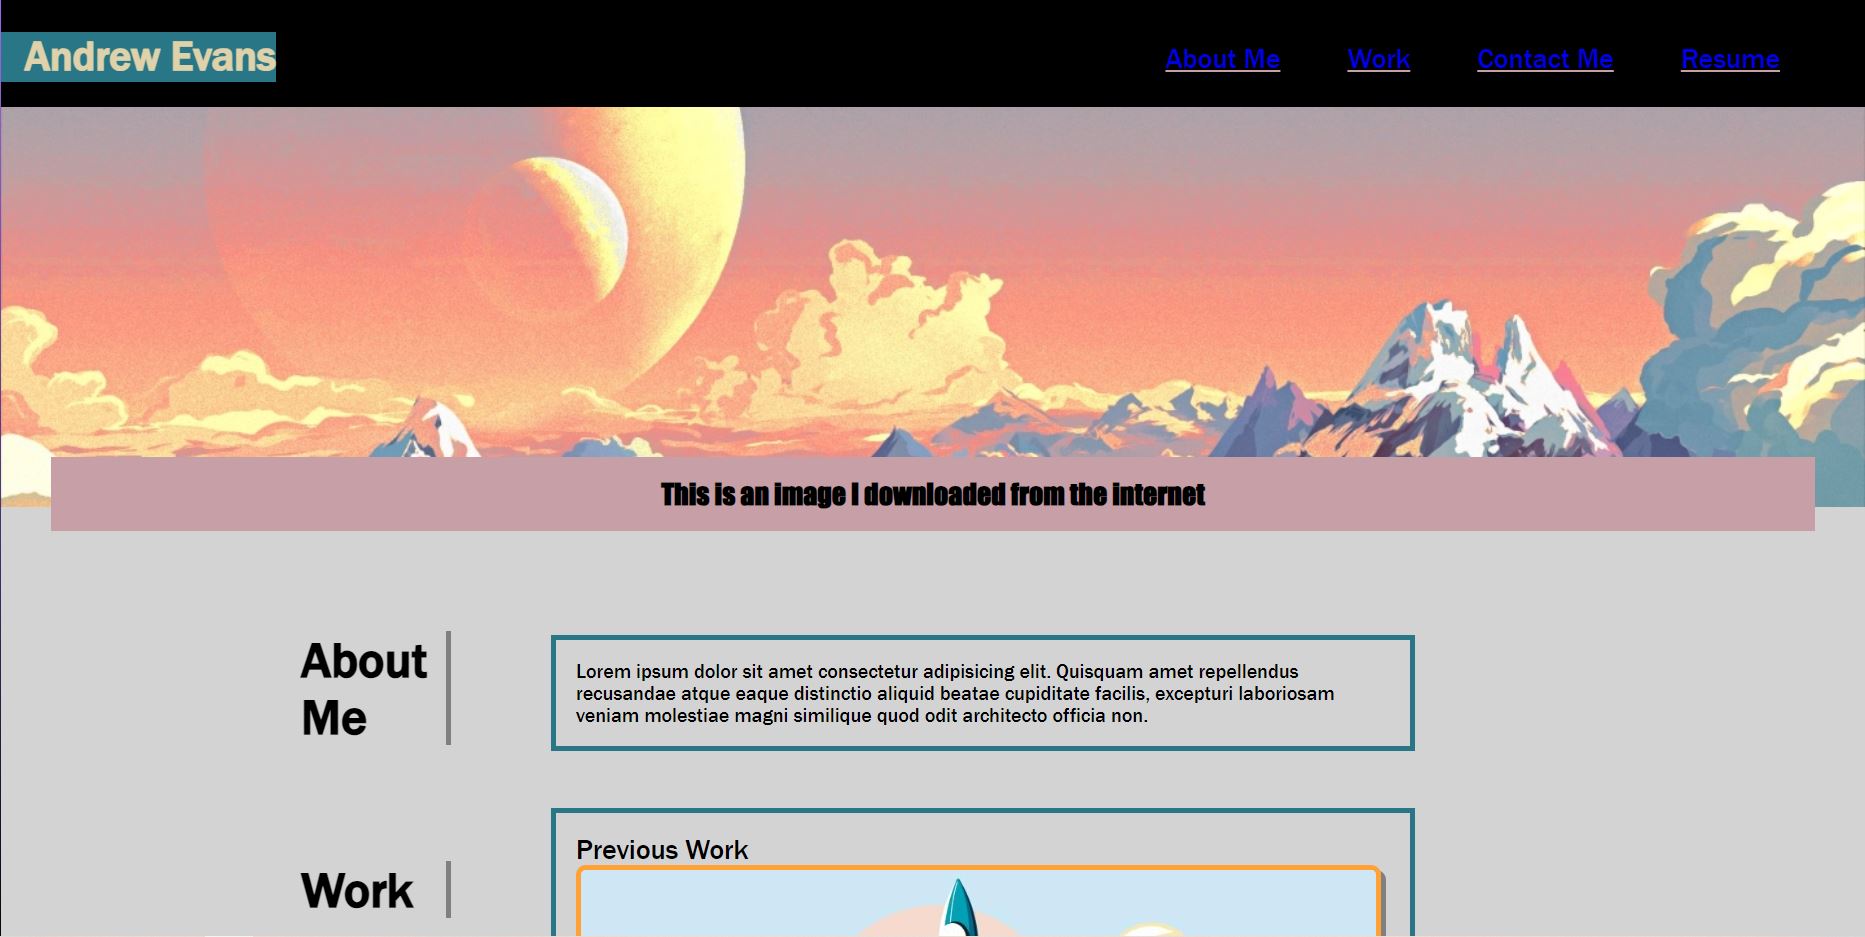 Andrew Evans
About Me
Work
Contact Me
Resume
This is an image I downloaded from the internet
About
Me
Lorem ipsum dolor sit amet consectetur adipisicing elit. Quisquam amet repellendus
recusandae atque eaque distinctio aliquid beatae cupiditate facilis, excepturi laboriosam
veniam molestiae magni similique quod odit architecto officia non.
Work
Previous Work